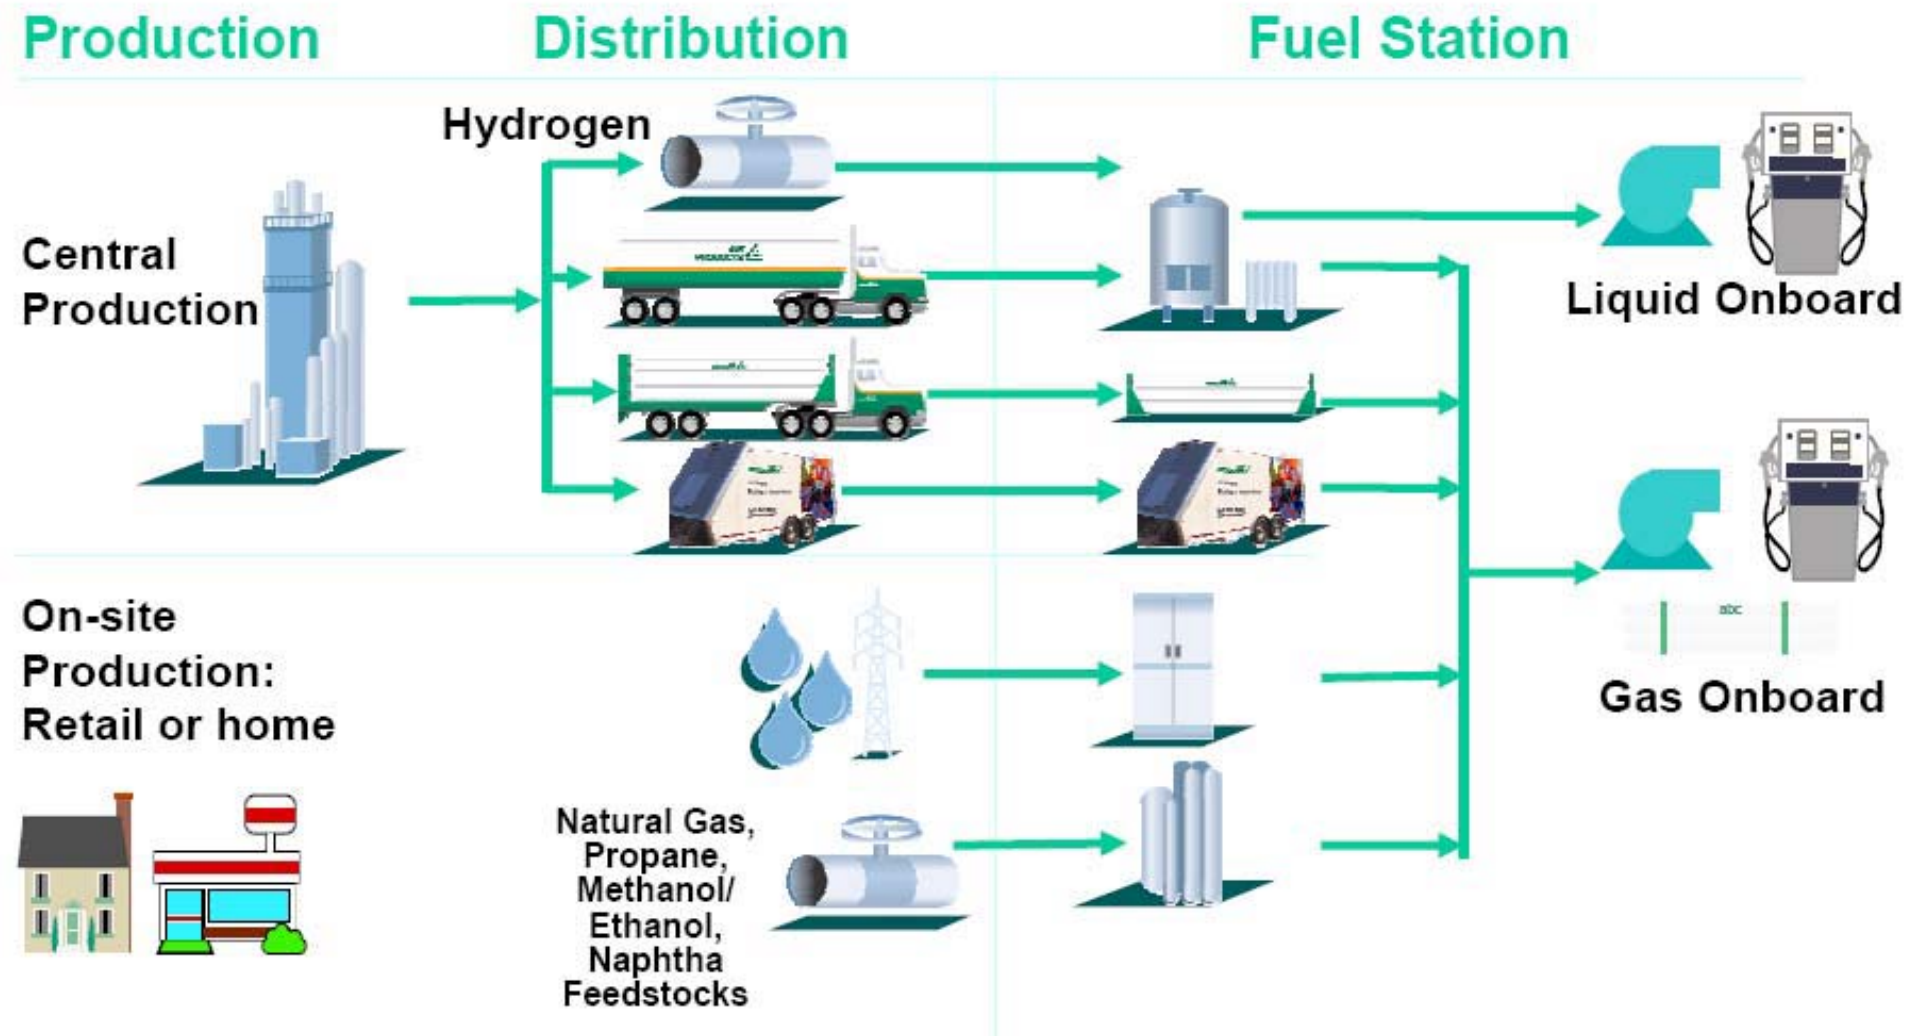 Production
Distribution
Fuel Station
Hydrogen
Central
Production
Liquid Onboard
On-site
Production:
Retail or home
Natural Gas,
Propane,
Methanol/
Ethanol,
Naphtha
Feedstocks
abc
Gas Onboard